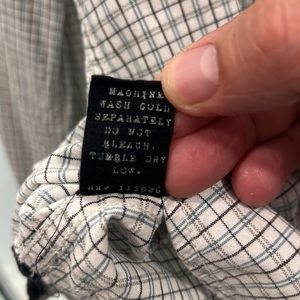 MACHINE
WASH COLD
SEPARATELY
DO NOT
BLEACH.
TUMBLE DRY
LOW.